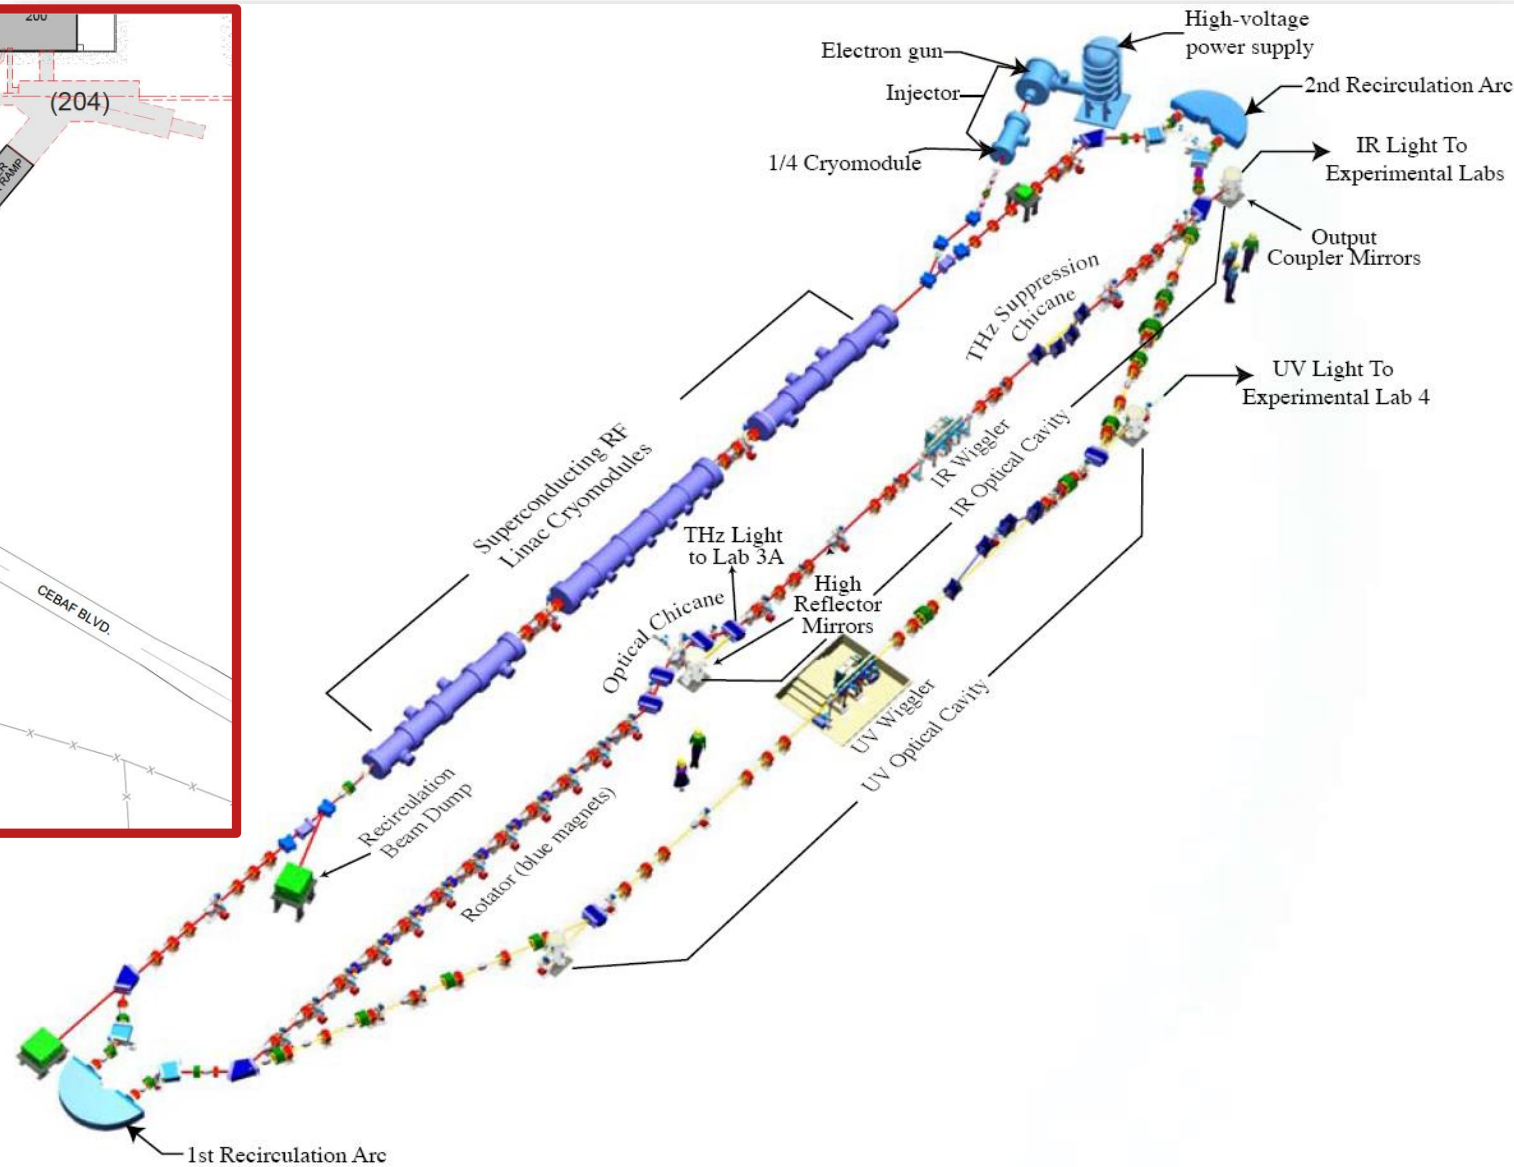 200
(204)
RAMP
CEBAF BLVD.
High-voltage
power supply
Electron gun
Injector
1/4 Cryomodule
2nd Recirculation Arc
IR Light To
Experimental Labs
Output
Coupler Mirrors
THz Suppression
Chicane
UV Light To
Experimental Lab 4
IR Wiggler
IR Optical Cavity
Superconducting RF
Linac Cryomodules
THz Light
to Lab 3A
High
Reflector
Mirrors
Optical Chicane
UV Wiggler
UV Optical Cavity
Recirculation
Beam Dump
Rotator (blue magnets)
1st Recirculation Arc